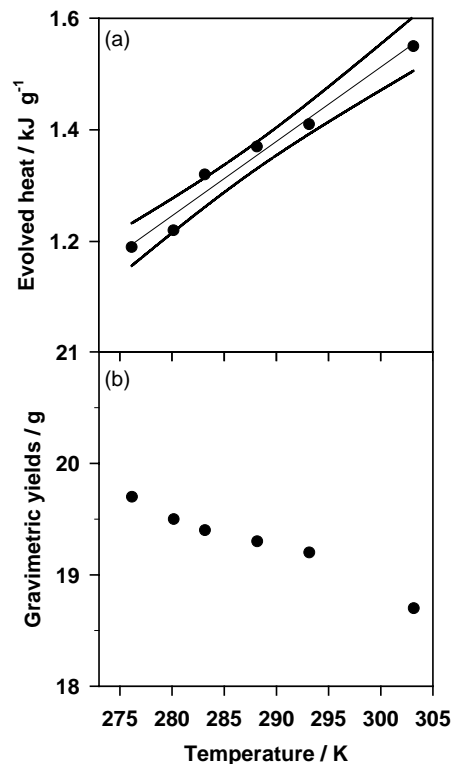 1.6
(a)
1.4
1.2
Evolved heat / kJ g-1
21
(b)
20
19
18
Gravimetric yields / g
275 280 285 290 295 300 305
Temperature / K